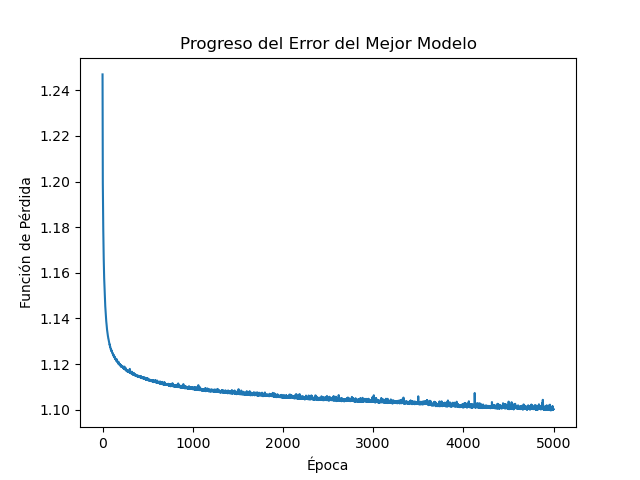 Progreso del Error del Mejor Modelo
1.24
1.22
1.20
1.18
1.16
1.14
1.12
1.10
Función de Pérdida
0 1000 2000 3000 4000 5000
Época